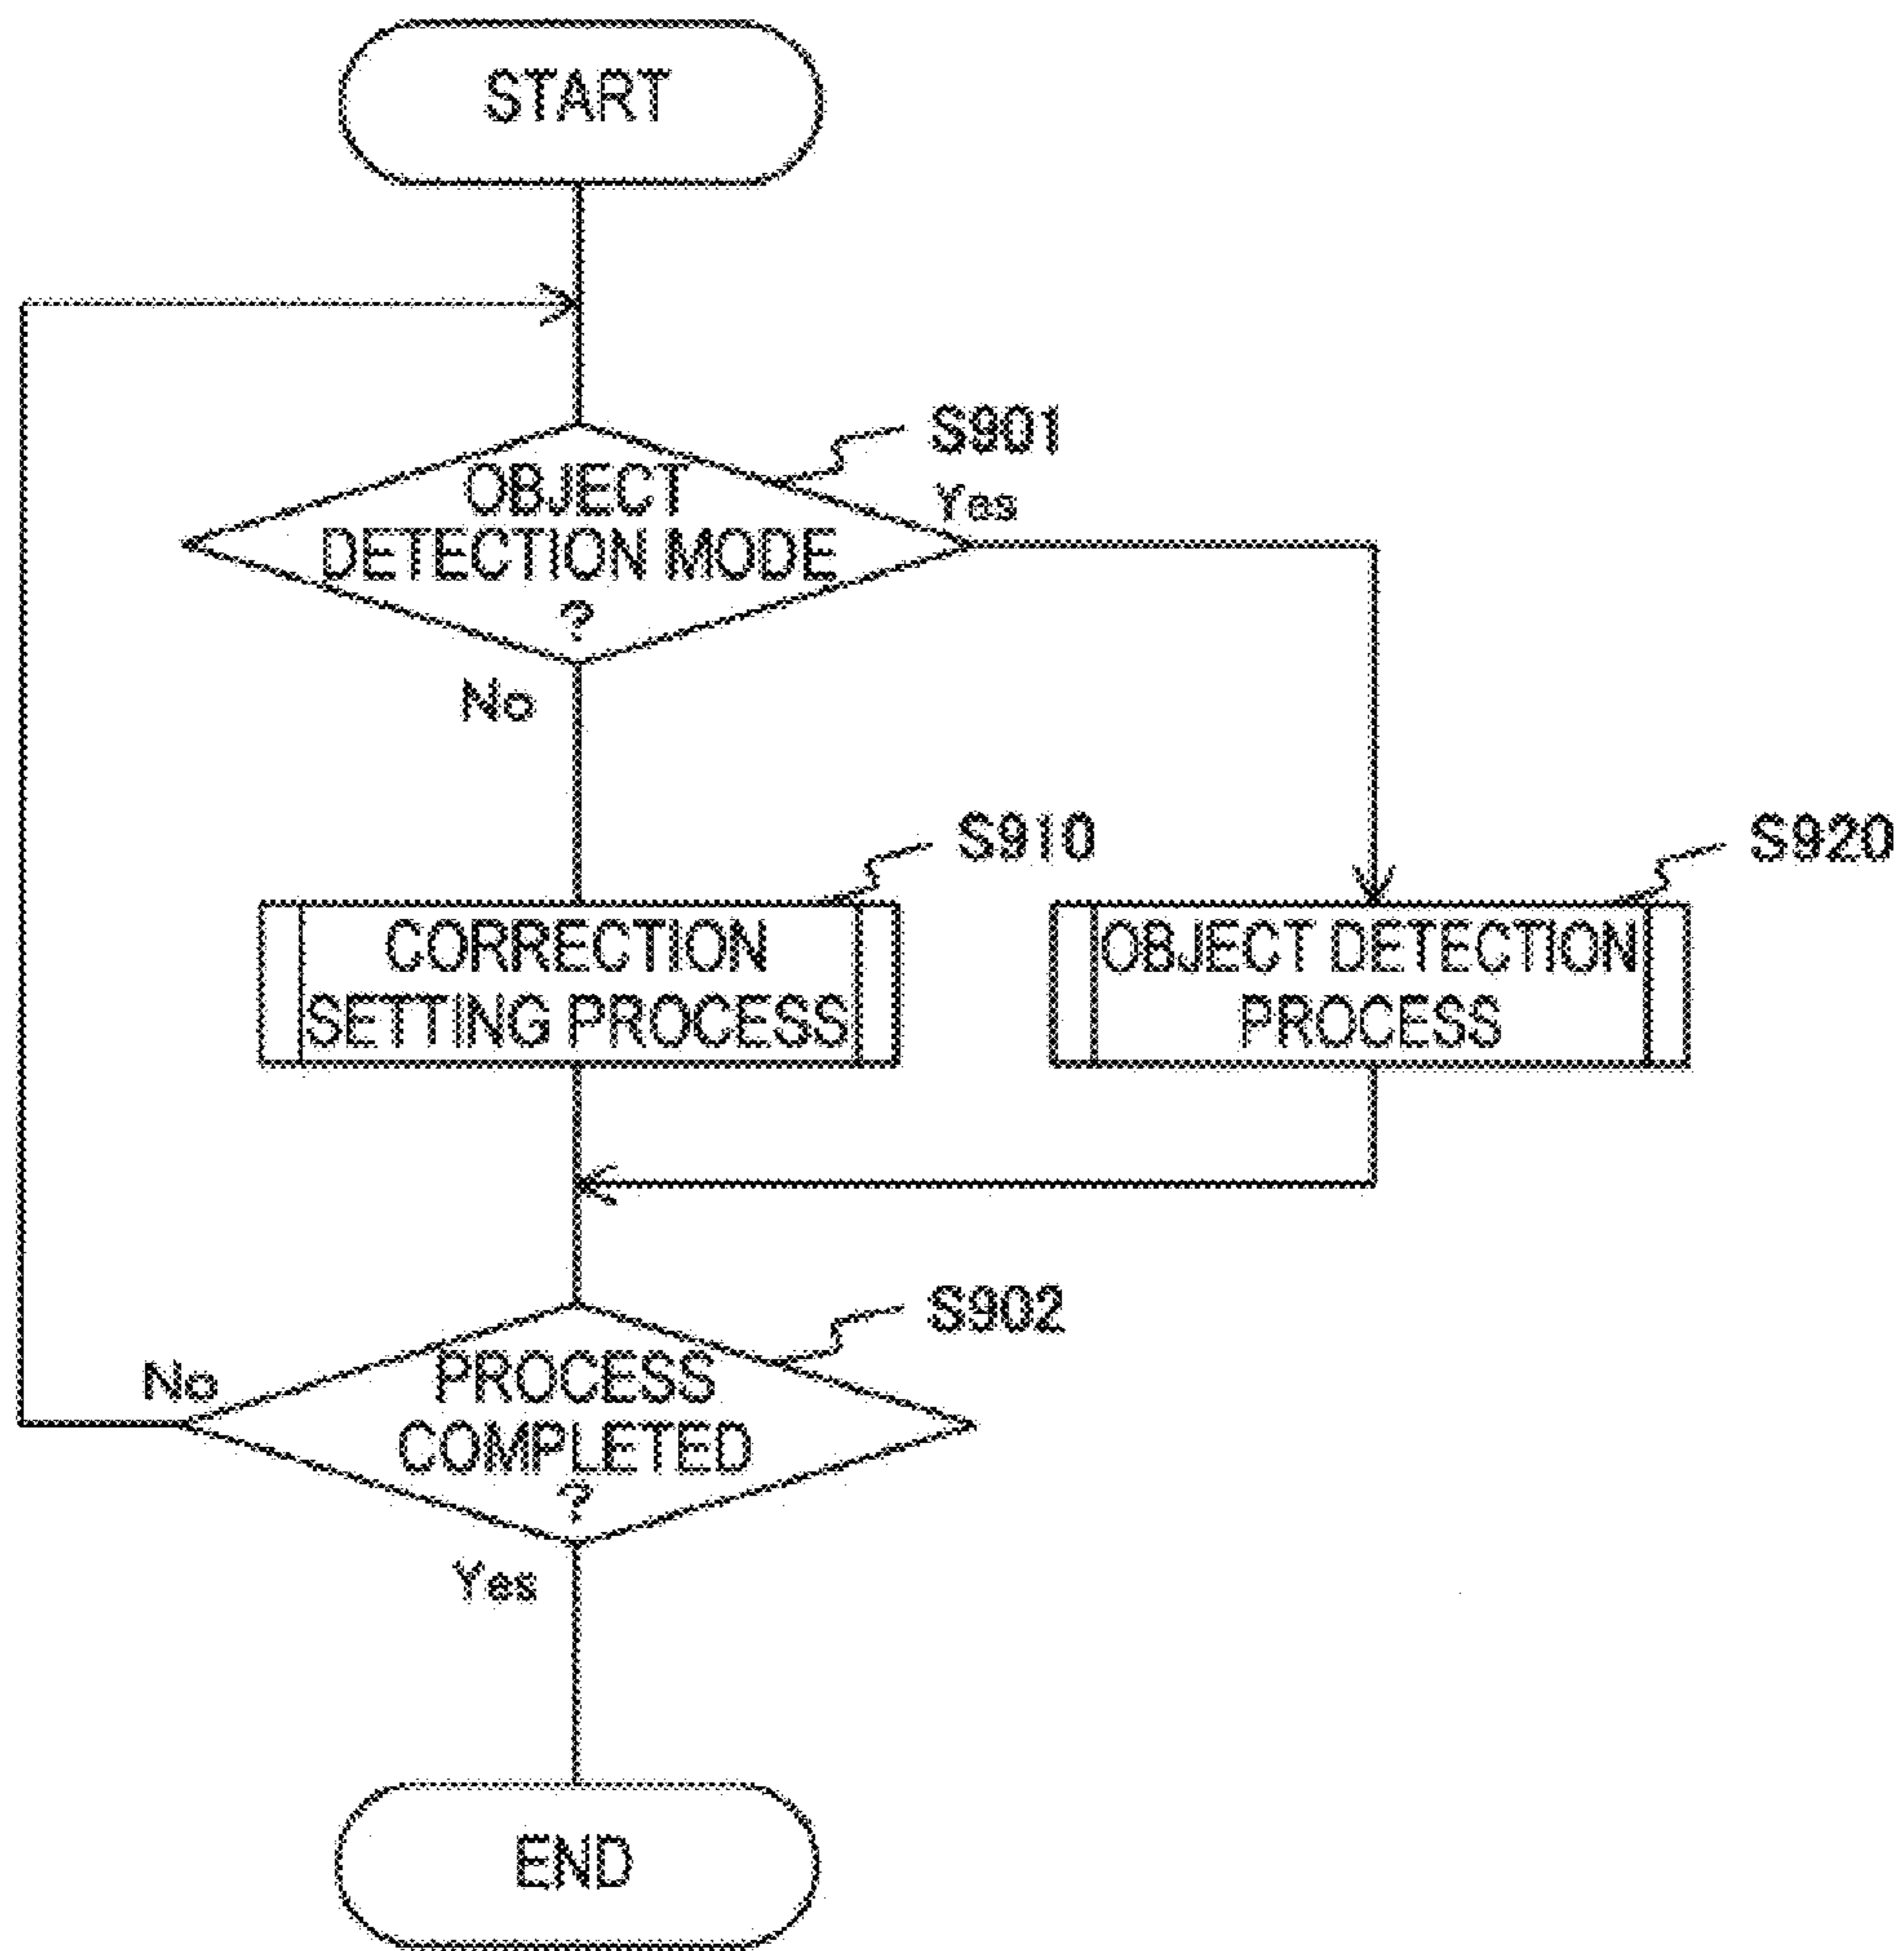 START
S901
OBJECT
DETECTION MODE
?
Yes
No
S910
CORRECTION
SETTING PROCESS
S920
OBJECT DETECTION
PROCESS
S902
PROCESS
COMPLETED
?
No
Yes
END